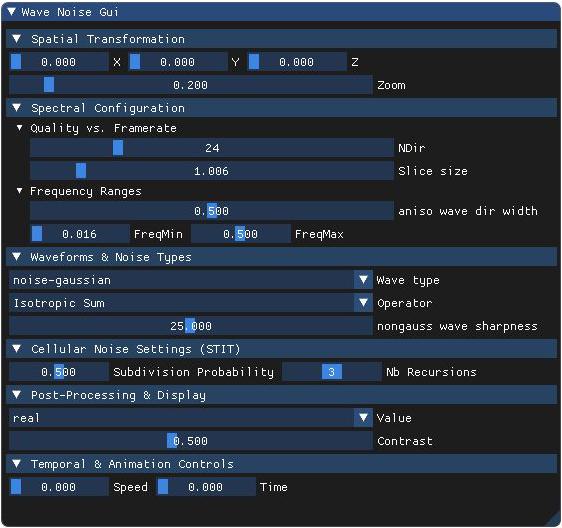 Wave Noise Gui
Spatial Transformation
0.000 X 0.000 Y 0.000 Z
0.200 Zoom
Spectral Configuration
Quality vs. Framerate
24 NDir
1.006 Slice size
Frequency Ranges
0.500 aniso wave dir width
0.016 FreqMin 0.500 FreqMax
Waveforms & Noise Types
noise-gaussian Wave type
Isotropic Sum Operator
25.000 nongauss wave sharpness
Cellular Noise Settings (STIT)
0.500 Subdivision Probability 3 Nb Recursions
Post-Processing & Display
real Value
0.500 Contrast
Temporal & Animation Controls
0.000 Speed 0.000 Time